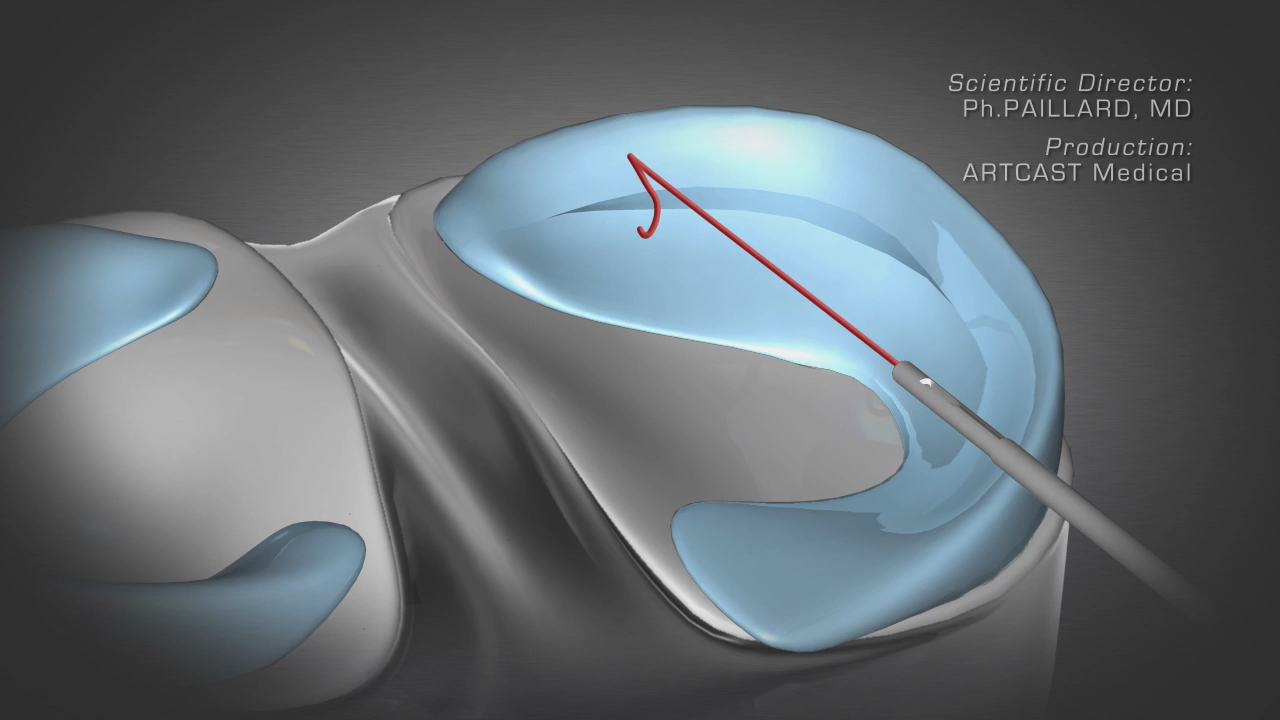 Scientific Director:
Ph.PAILLARD, MD
Production:
ARTCAST Medical